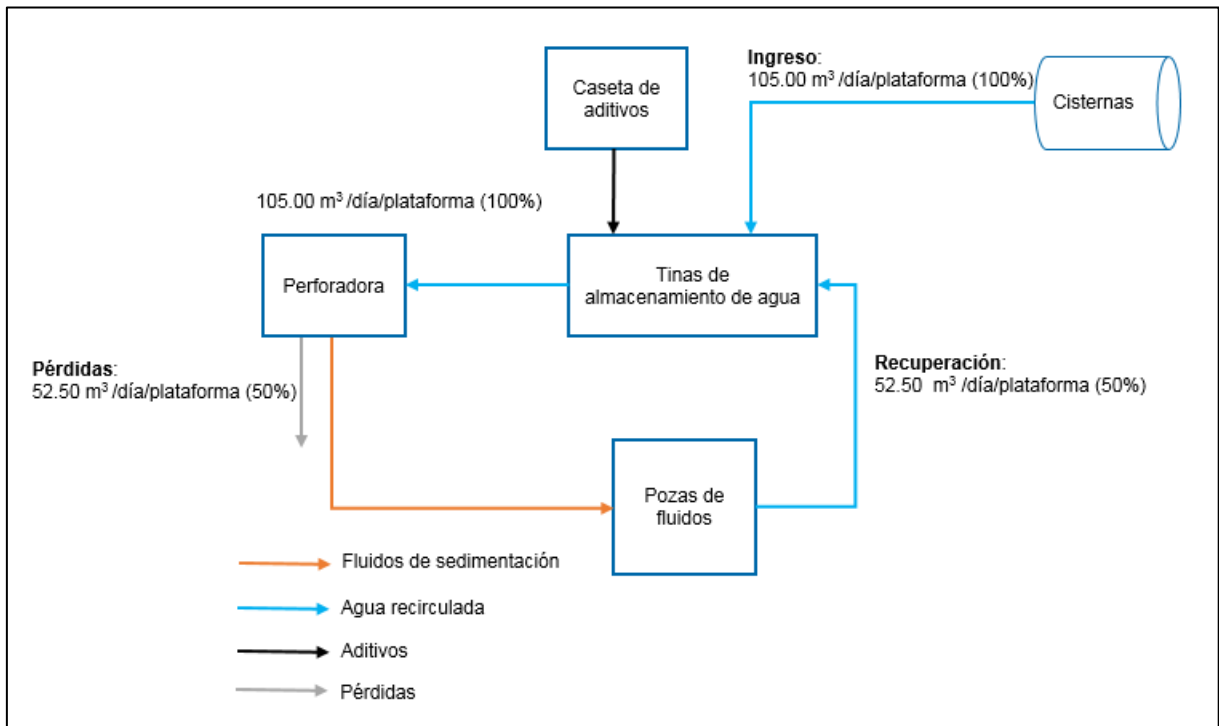 Ingreso:
105.00 m³ /día/plataforma (100%)
Caseta de
aditivos
Cisternas
105.00 m³ /día/plataforma (100%)
Perforadora
Tinas de
almacenamiento de agua
Pérdidas:
52.50 m³ /día/plataforma (50%)
Recuperación:
52.50 m³ /día/plataforma (50%)
Pozas de
fluidos
Fluidos de sedimentación
Agua recirculada
Aditivos
Pérdidas